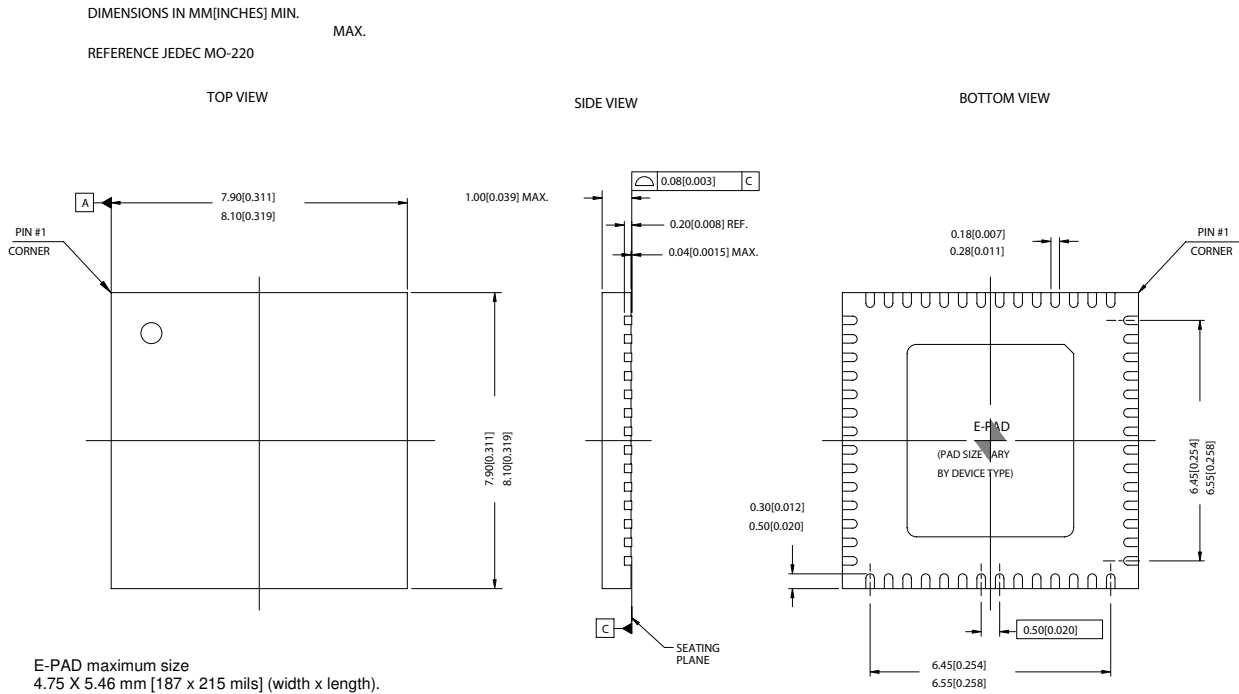 DIMENSIONS IN MM[INCHES] MIN.
MAX.
REFERENCE JEDEC MO-220
TOP VIEW
SIDE VIEW
BOTTOM VIEW
A
7.90[0.311]
8.10[0.319]
PIN #1
CORNER
7.90[0.311]
8.10[0.319]
1.00[0.039] MAX.
0.08[0.003] C
0.20[0.008] REF.
0.04[0.0015] MAX.
C
SEATING
PLANE
0.18[0.007]
0.28[0.011]
PIN #1
CORNER
E-PAD
(PAD SIZE VARY
BY DEVICE TYPE)
6.45[0.254]
6.55[0.258]
0.30[0.012]
0.50[0.020]
0.50[0.020]
6.45[0.254]
6.55[0.258]
E-PAD maximum size
4.75 X 5.46 mm [187 x 215 mils] (width x length).